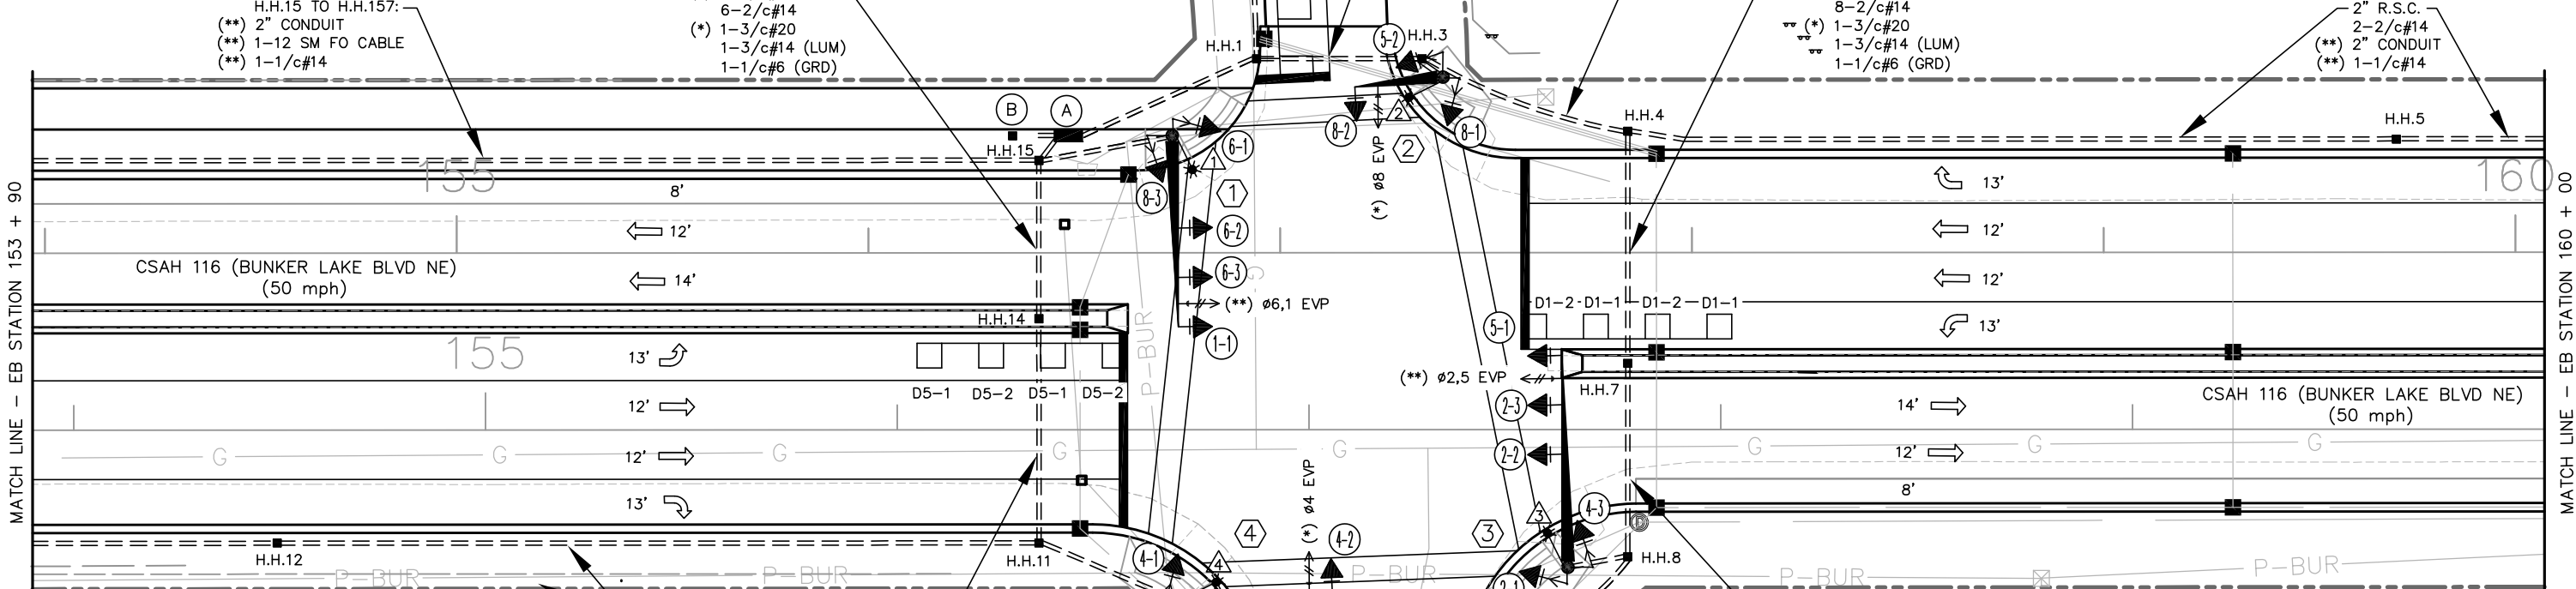 H.H.15 TO H.H.157:
(**) 2" CONDUIT
(**) 1-12 SM FO CABLE
(**) 1-1/c#14
6-2/c#14
(*) 1-3/c#20
1-3/c#14 (LUM)
1-1/c#6 (GRD)
8-2/c#14
(*) 1-3/c#20
1-3/c#14 (LUM)
1-1/c#6 (GRD)
2" R.S.C.
2-2/c#14
(**) 2" CONDUIT
(**) 1-1/c#14
H.H.1
5-2
H.H.3
B
A
H.H.15
8-2
2
8-1
H.H.4
H.H.5
6-1
1
2
155
8'
8-3
1
(*) ø8 EVP
13'
160
12'
6-2
12'
CSAH 116 (BUNKER LAKE BLVD NE)
(50 mph)
14'
6-3
G
12'
(**) ø6,1 EVP
D1-2
D1-1
D1-2
D1-1
H.H.14
1-1
5-1
13'
155
13'
P-BUR
(**) ø2,5 EVP
H.H.7
D5-1
D5-2
D5-1
D5-2
12'
2-3
14'
CSAH 116 (BUNKER LAKE BLVD NE)
(50 mph)
G
G
G
12'
G
G
2-2
G
12'
G
G
13'
(*) ø4 EVP
8'
4-3
3
D
4
4-2
3
H.H.12
H.H.11
4-1
4
H.H.8
P-BUR
P-BUR
P-BUR
P-BUR
P-BUR
2-1
MATCH LINE - EB STATION 153 + 90
MATCH LINE - EB STATION 160 + 00